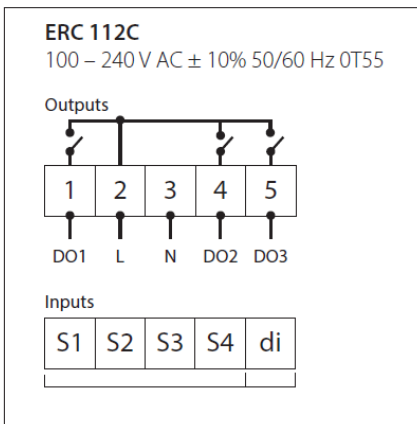 ERC 112C
100 – 240 V AC ± 10% 50/60 Hz 0T55
Outputs
1 2 3 4 5
DO1 L N DO2 DO3
Inputs
S1 S2 S3 S4 di